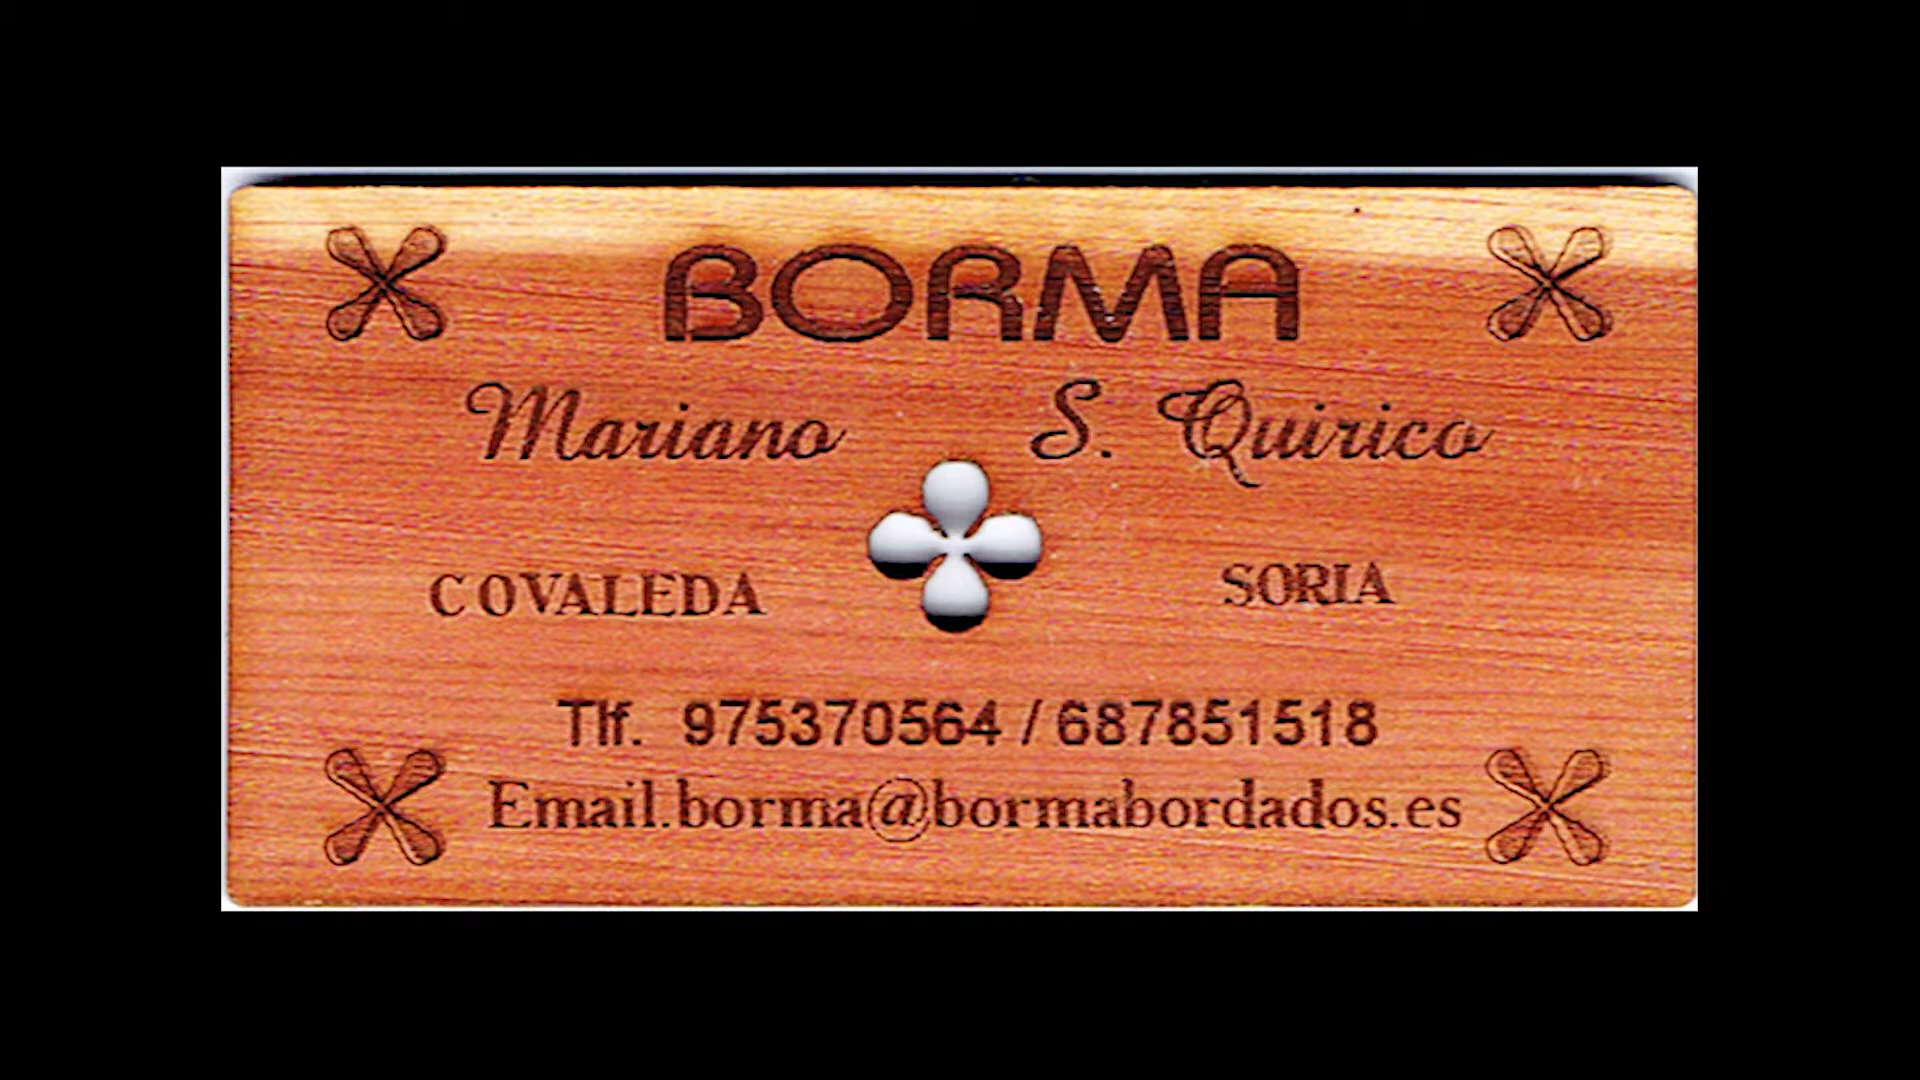 BORMA
Mariano S. Quirico
COVALEDA SORIA
Tlf. 975370564 / 687851518
Email.borma@bormabordados.es